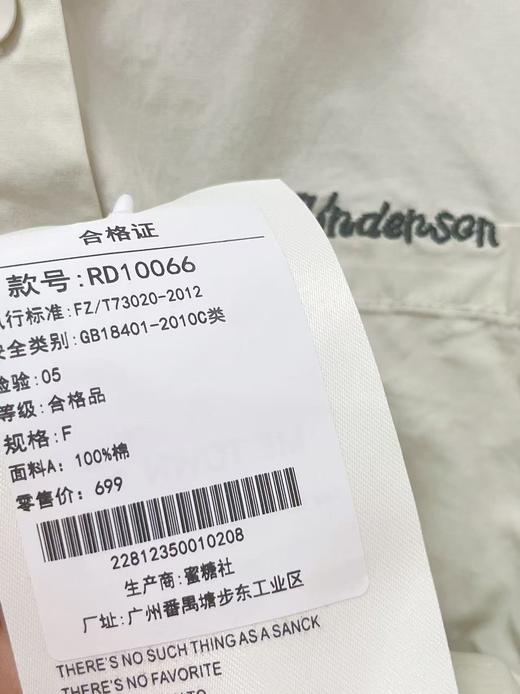 Underson
合格证
款号:RD10066
执行标准:FZ/T73020-2012
安全类别:GB18401-2010C类
检验:05
等级:合格品
规格:F
面料A: 100%棉
零售价: 699
22812350010208
生产商:蜜糖社
厂址:广州番禺塘步东工业区
THERE'S NO SUCH THING AS A SANCK
THERE'S NO FAVORITE